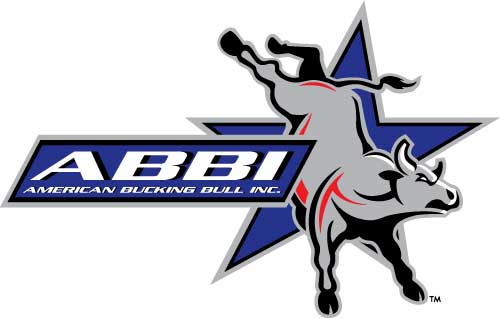 ABBI
AMERICAN BUCKING BULL INC.
TM